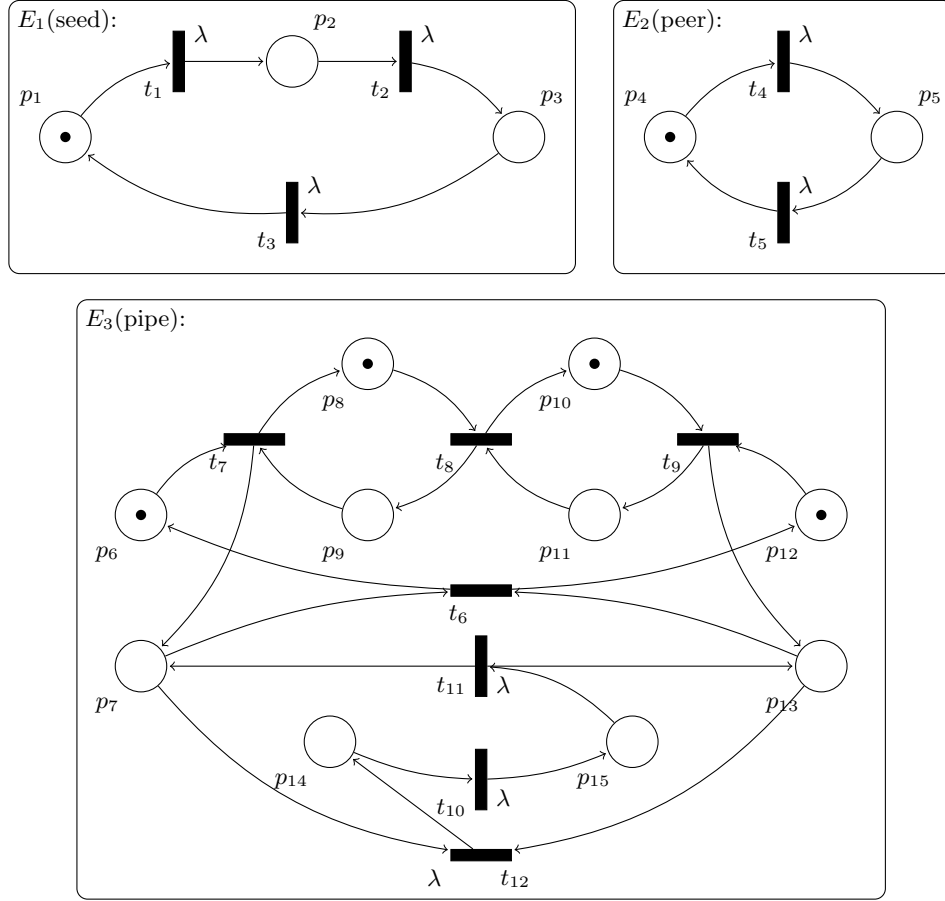 E₁(seed): E₂(peer):
p₂
λ λ λ
t₁ t₂ t₄
p₁ p₃ p₄ p₅
λ λ
t₃ t₅
E₃(pipe):
p₈ p₁₀
t₇ t₈ t₉
p₆ p₉ p₁₁ p₁₂
t₆
t₁₁ λ
p₇ p₁₃
p₁₄ p₁₅
t₁₀ λ
λ t₁₂